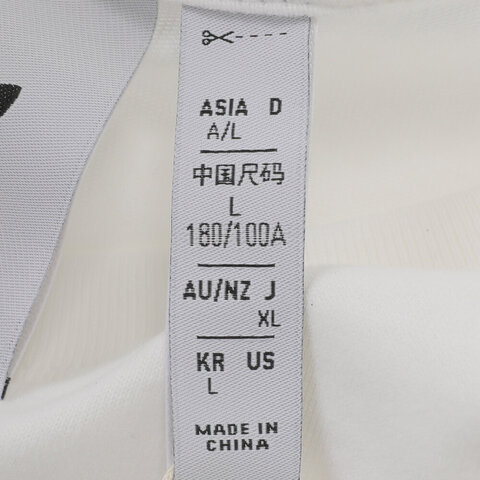 ASIA D
A/L
中国尺码
L
180/100A
AU/NZ J
XL
KR US
L
MADE IN
CHINA